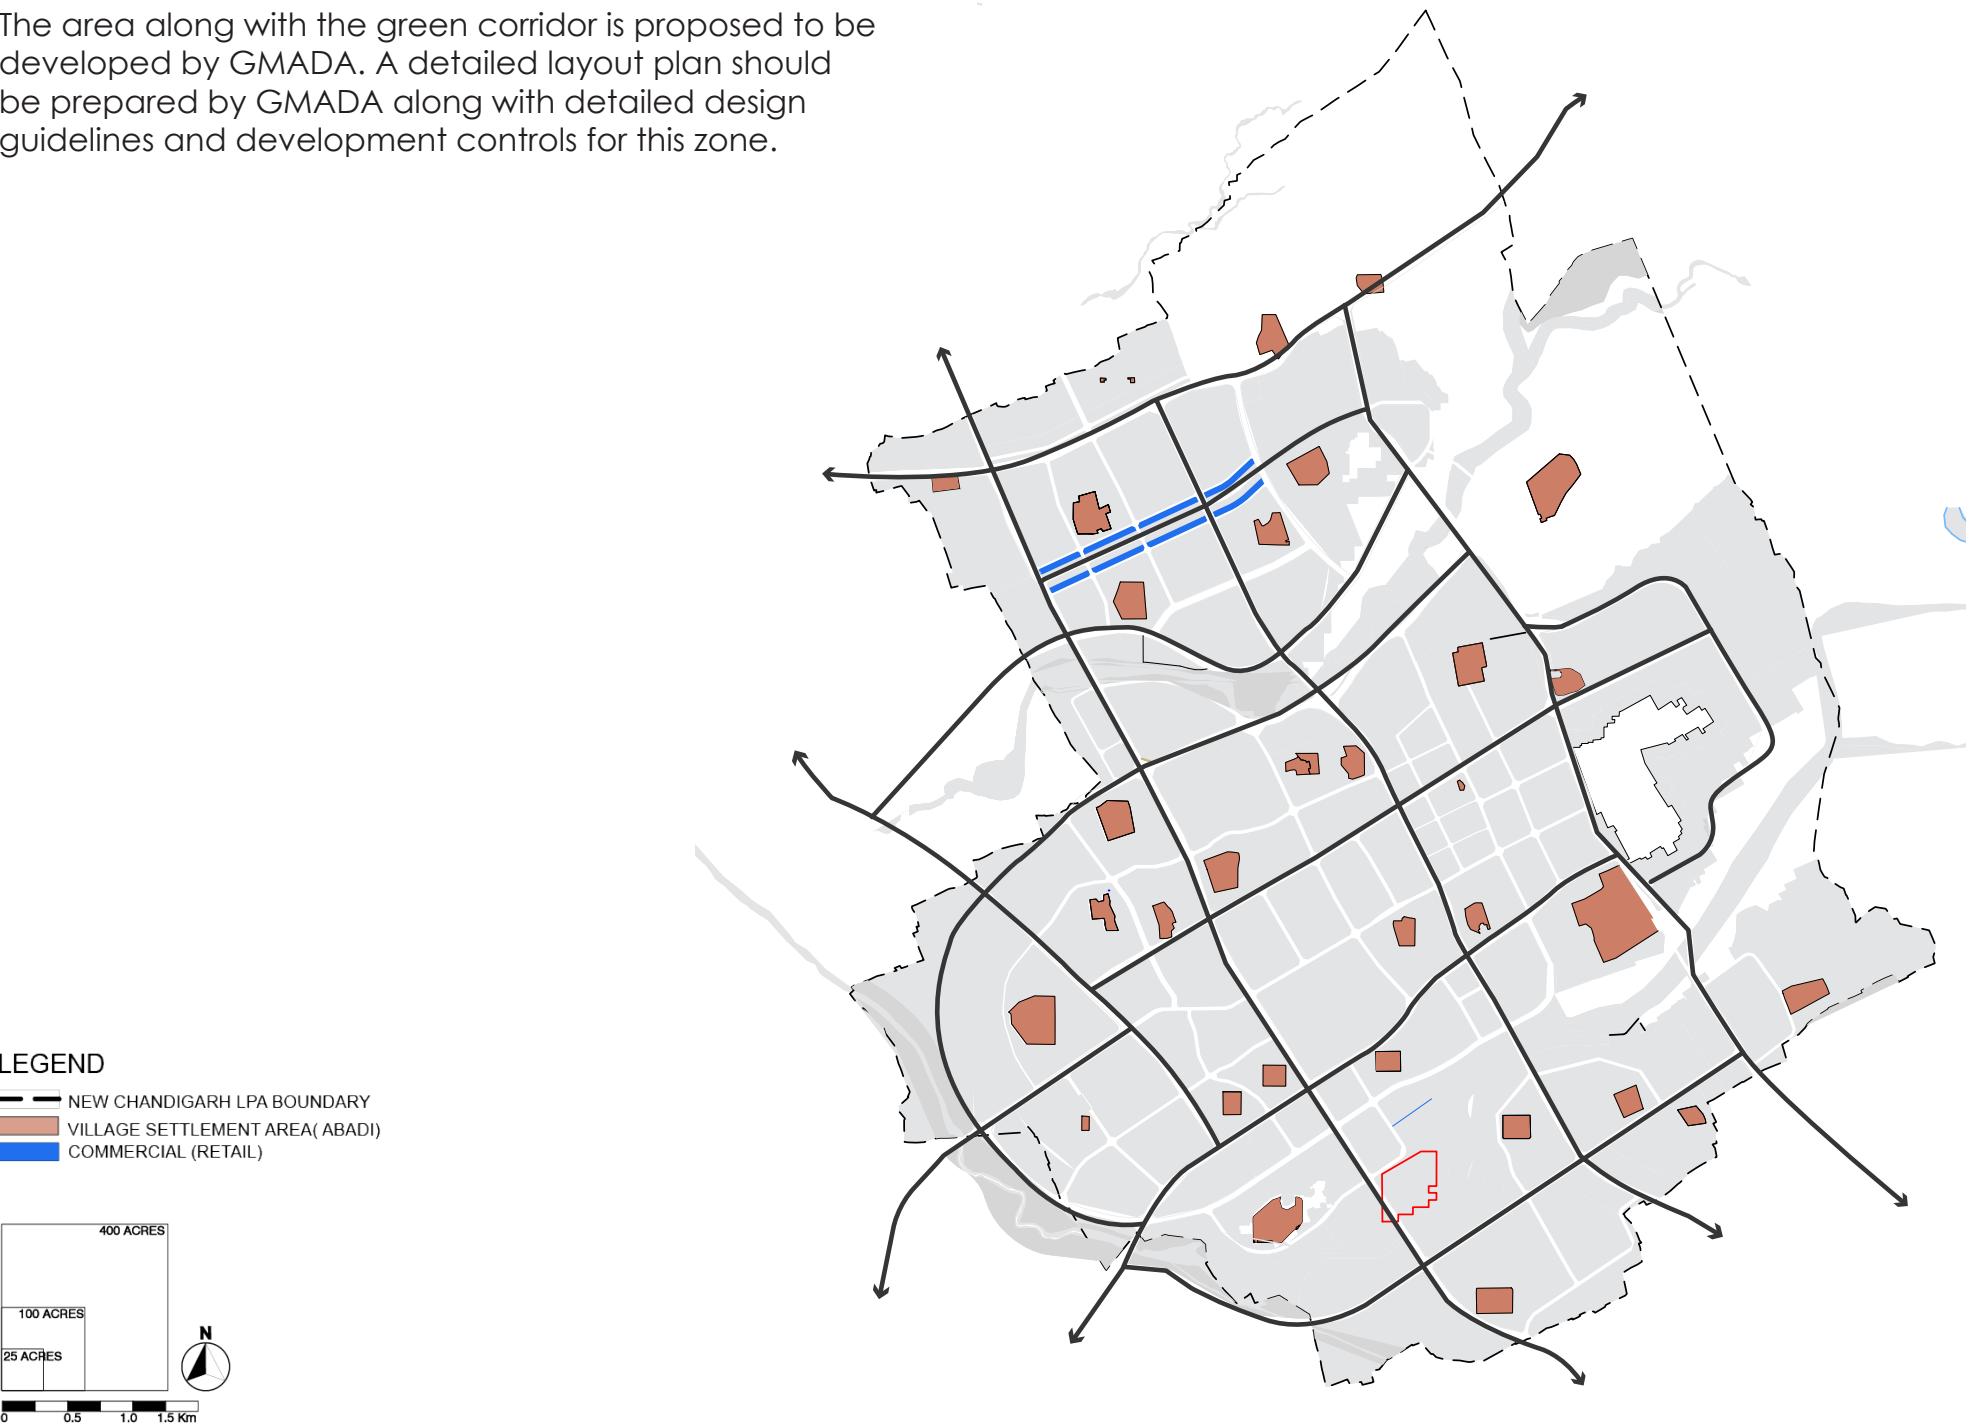 The area along with the green corridor is proposed to be
developed by GMADA. A detailed layout plan should
be prepared by GMADA along with detailed design
guidelines and development controls for this zone.
LEGEND
NEW CHANDIGARH LPA BOUNDARY
VILLAGE SETTLEMENT AREA( ABADI)
COMMERCIAL (RETAIL)
400 ACRES
100 ACRES
25 ACRES
N
0 0.5 1.0 1.5 Km